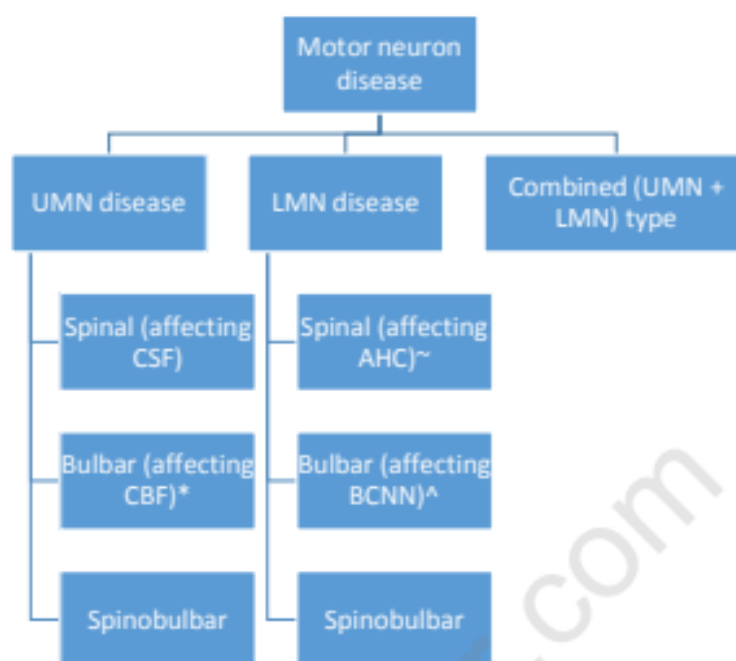 Motor neuron
disease
UMN disease
LMN disease
Combined (UMN +
LMN) type
Spinal (affecting
CSF)
Spinal (affecting
AHC)~
Bulbar (affecting
CBF)*
Bulbar (affecting
BCNN)^
Spinobulbar
Spinobulbar
.com